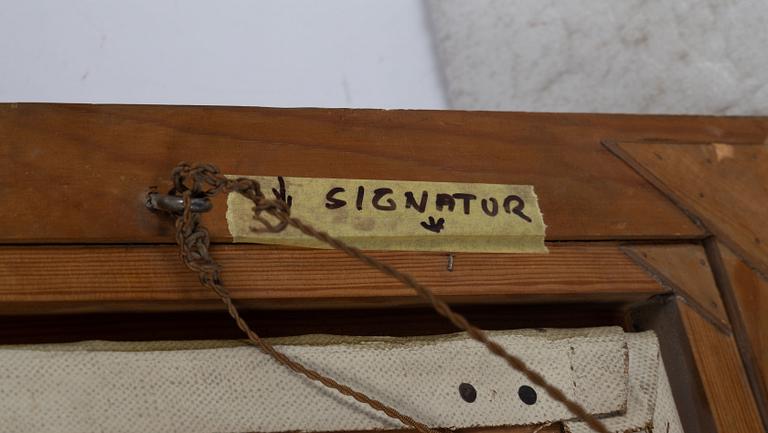 ↓ SIGNATUR
↓